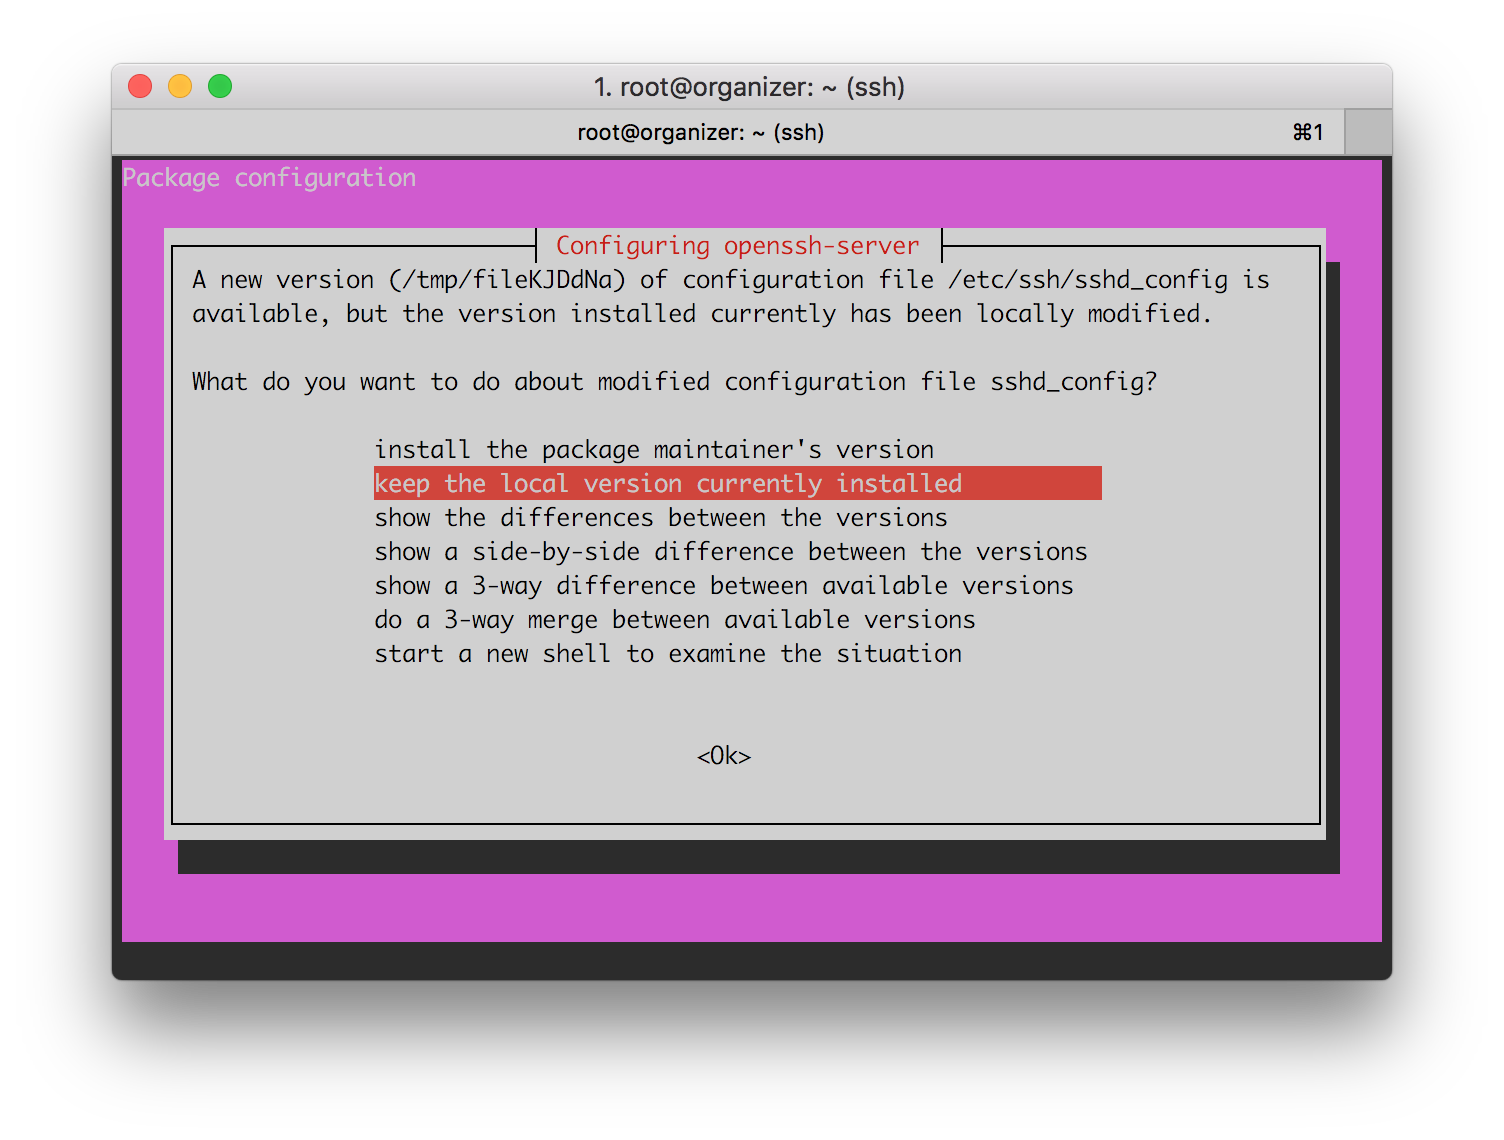 1. root@organizer: ~ (ssh)
root@organizer: ~ (ssh) ⌘1
Package configuration
Configuring openssh-server
A new version (/tmp/fileKJDdNa) of configuration file /etc/ssh/sshd_config is
available, but the version installed currently has been locally modified.
What do you want to do about modified configuration file sshd_config?
install the package maintainer's version
keep the local version currently installed
show the differences between the versions
show a side-by-side difference between the versions
show a 3-way difference between available versions
do a 3-way merge between available versions
start a new shell to examine the situation
<Ok>